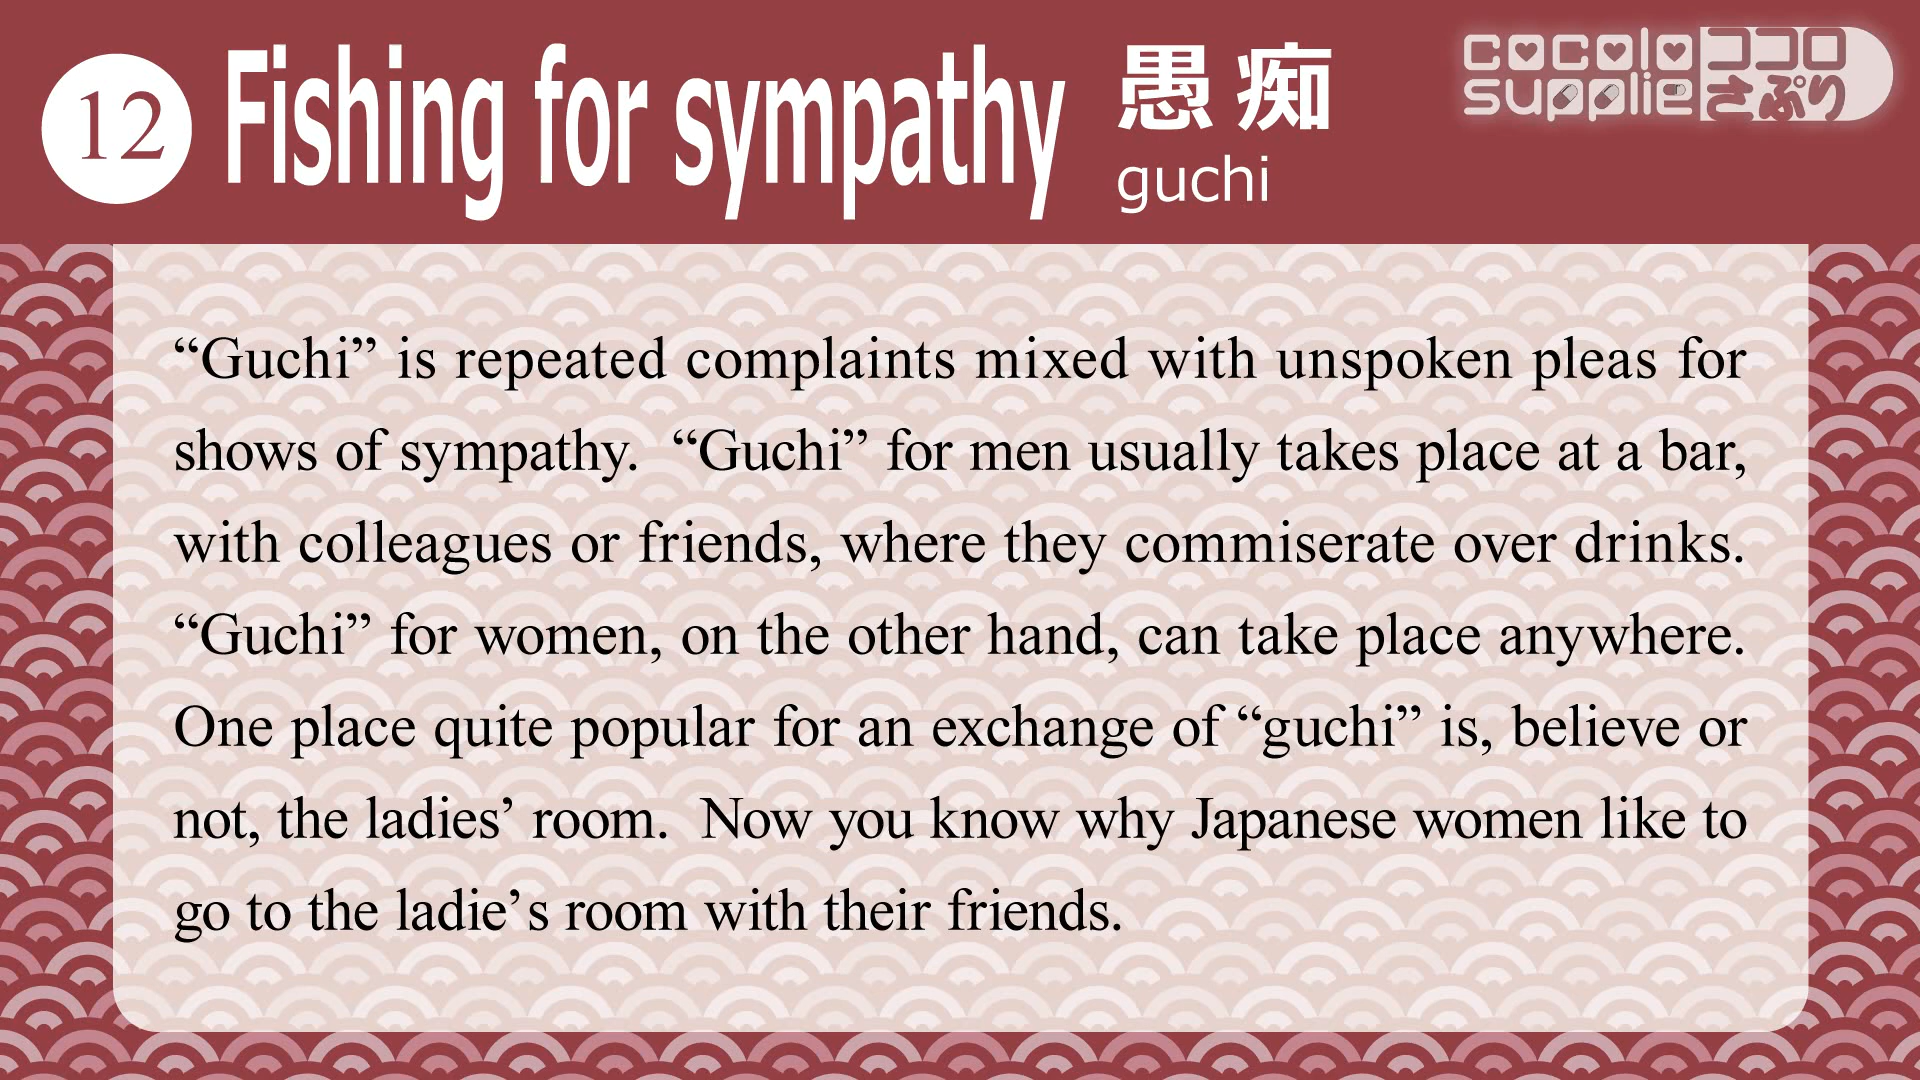 12
Fishing for sympathy
愚痴
guchi
cocolo
supplie
ココロ
さぷり
“Guchi” is repeated complaints mixed with unspoken pleas for
shows of sympathy.  “Guchi” for men usually takes place at a bar,
with colleagues or friends, where they commiserate over drinks.
“Guchi” for women, on the other hand, can take place anywhere.
One place quite popular for an exchange of “guchi” is, believe or
not, the ladies’ room.  Now you know why Japanese women like to
go to the ladie’s room with their friends.